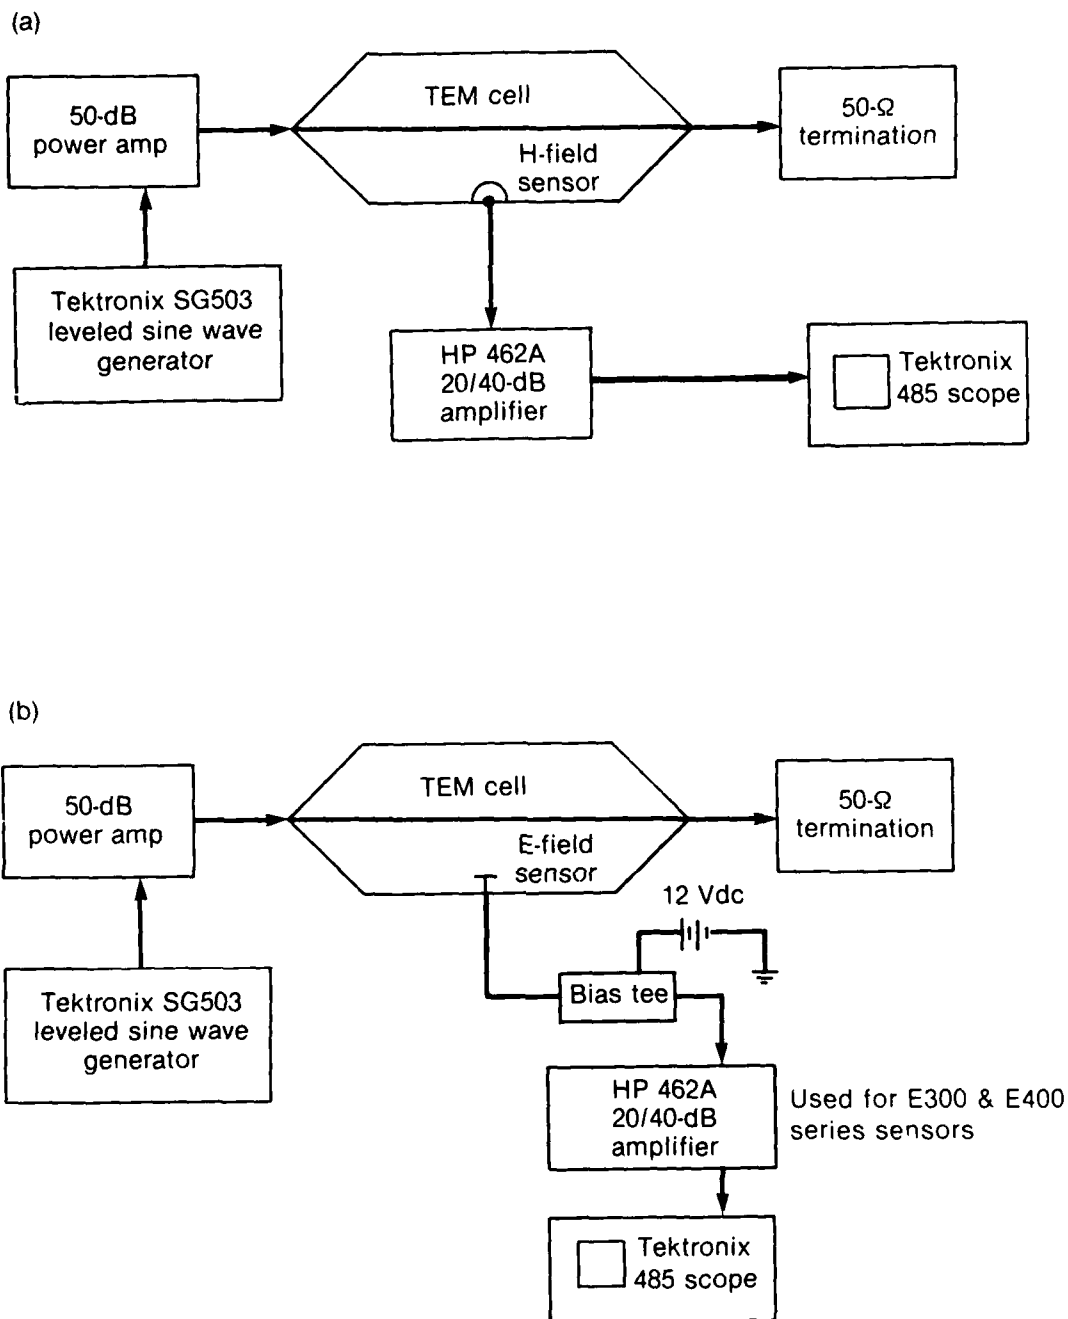 (a)
50-dB
power amp
TEM cell
50-Ω
termination
H-field
sensor
Tektronix SG503
leveled sine wave
generator
HP 462A
20/40-dB
amplifier
Tektronix
485 scope
(b)
50-dB
power amp
TEM cell
50-Ω
termination
E-field
sensor
12 Vdc
Bias tee
Tektronix SG503
leveled sine wave
generator
HP 462A
20/40-dB
amplifier
Used for E300 & E400
series sensors
Tektronix
485 scope